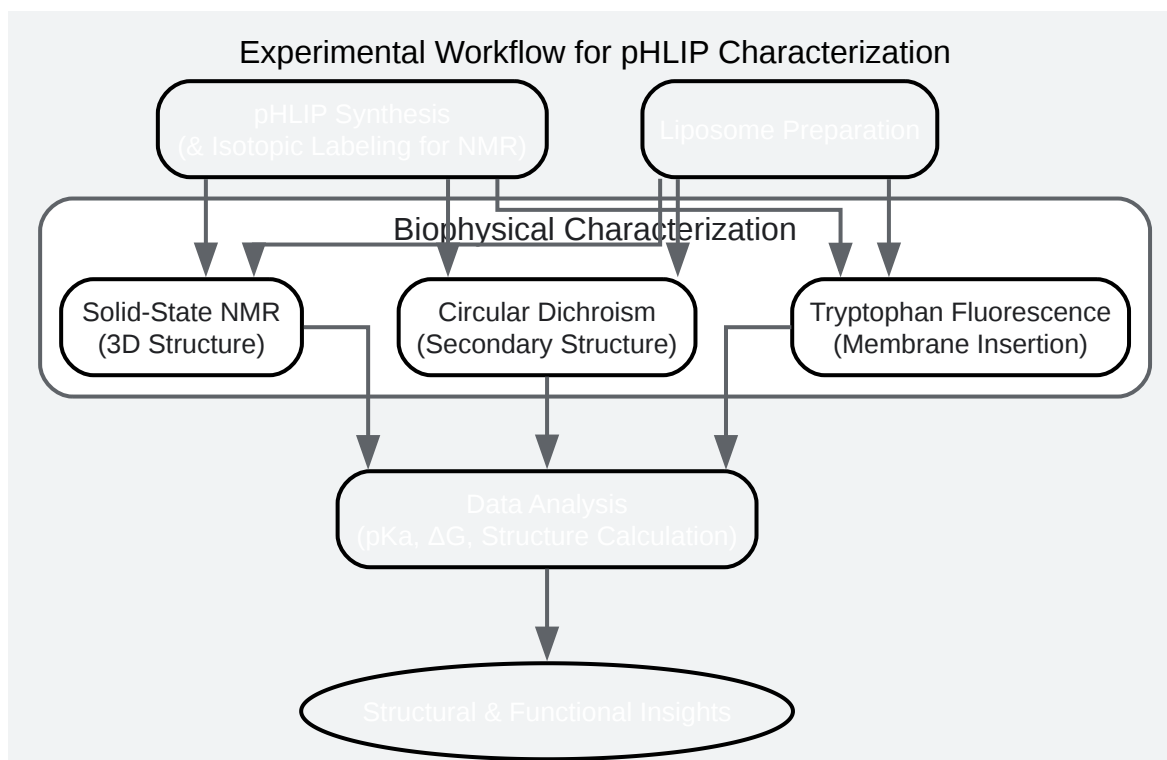 Experimental Workflow for pHLIP Characterization
pHLIP Synthesis
(& Isotopic Labeling for NMR)
Liposome Preparation
Biophysical Characterization
Solid-State NMR
(3D Structure)
Circular Dichroism
(Secondary Structure)
Tryptophan Fluorescence
(Membrane Insertion)
Data Analysis
(pKa, ΔG, Structure Calculation)
Structural & Functional Insights